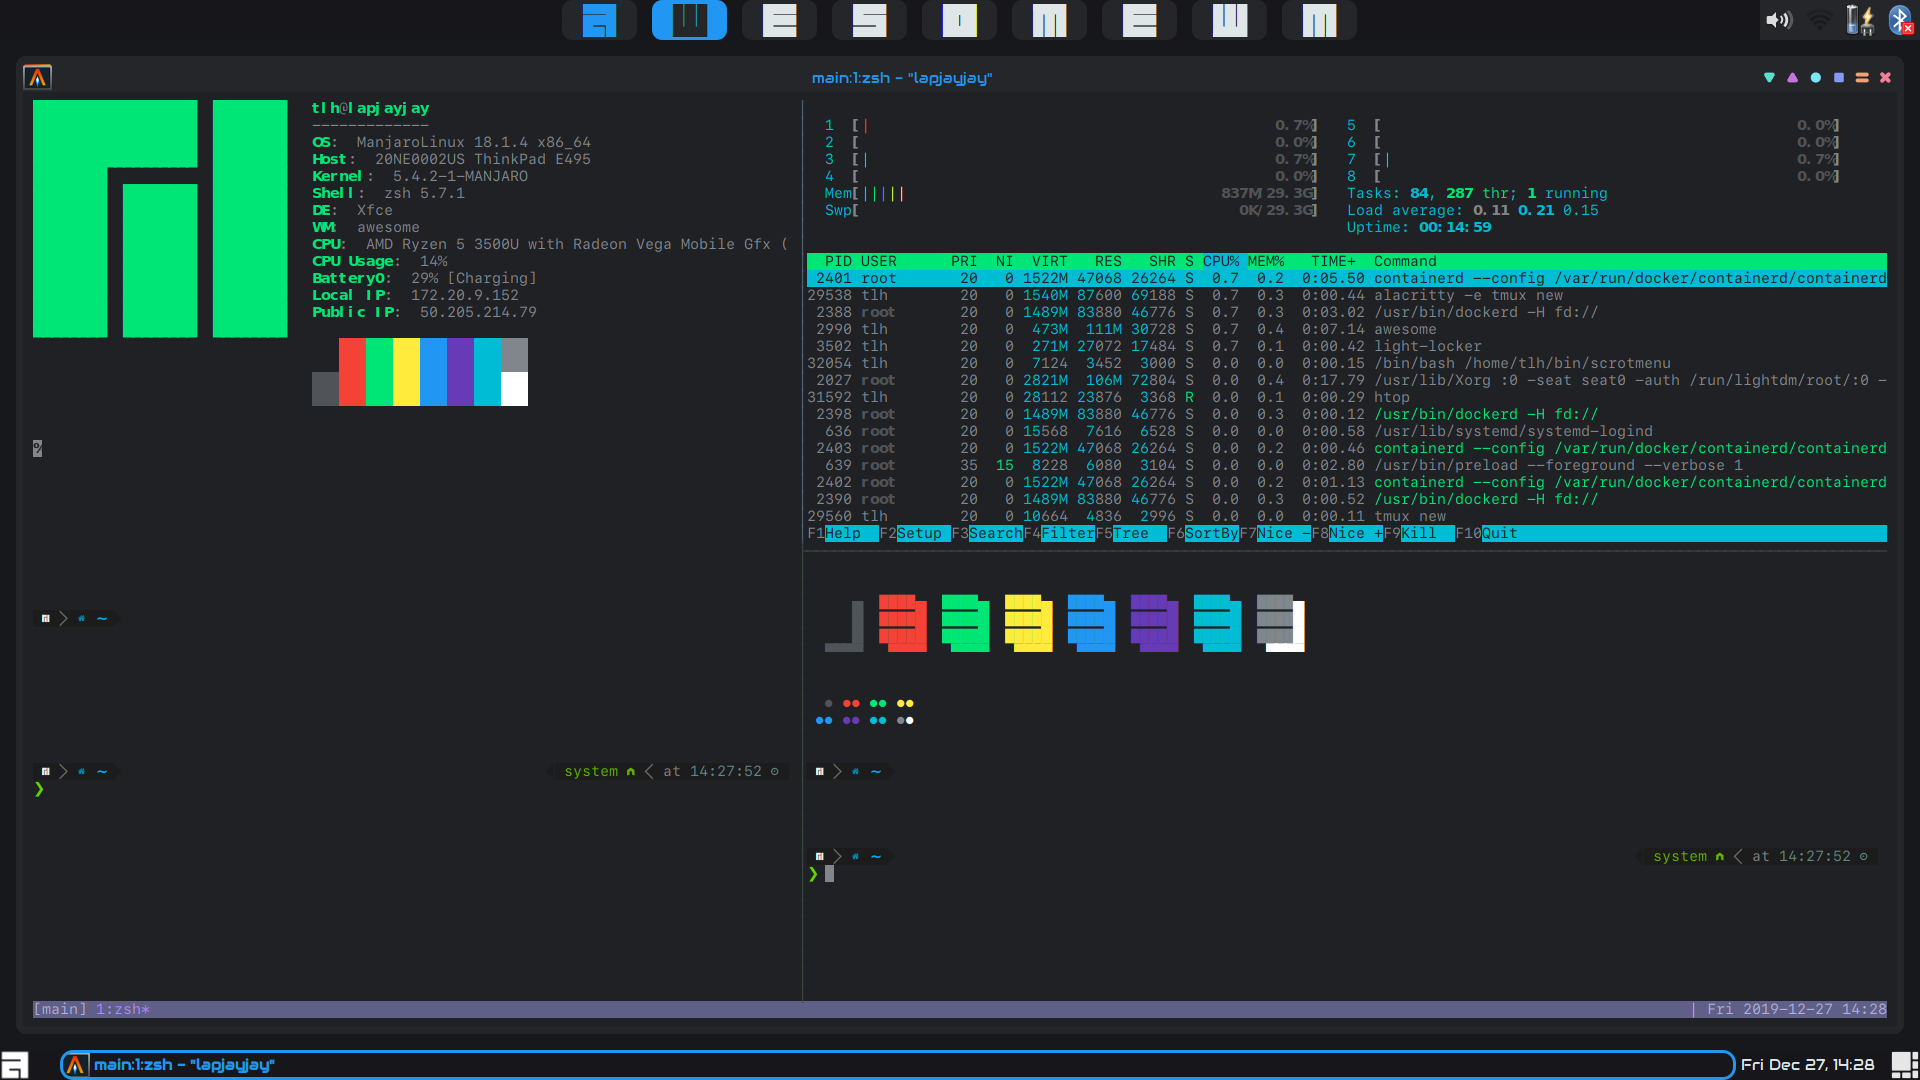 a W E S O M E W M
main:1:zsh - "lapjayjay"
tlh@lapjayjay
-------------
OS: ManjaroLinux 18.1.4 x86_64
Host: 20NE0002US ThinkPad E495
Kernel: 5.4.2-1-MANJARO
Shell: zsh 5.7.1
DE: Xfce
WM: awesome
CPU: AMD Ryzen 5 3500U with Radeon Vega Mobile Gfx (
CPU Usage: 14%
Battery0: 29% [Charging]
Local IP: 172.20.9.152
Public IP: 50.205.214.79
9
~
~ system at 14:27:52
❯
1 [| 0.7%] 5 [ 0.0%]
2 [ 0.0%] 6 [ 0.0%]
3 [| 0.7%] 7 [| 0.7%]
4 [ 0.0%] 8 [ 0.0%]
Mem[||||| 837M/29.3G] Tasks: 84, 287 thr; 1 running
Swp[ 0K/29.3G] Load average: 0.11 0.21 0.15
Uptime: 00:14:59
PID USER PRI NI VIRT RES SHR S CPU% MEM% TIME+ Command
2401 root 20 0 1522M 47068 26264 S 0.7 0.2 0:05.50 containerd --config /var/run/docker/containerd/containerd
29538 tlh 20 0 1540M 87600 69188 S 0.7 0.3 0:00.44 alacritty -e tmux new
2388 root 20 0 1489M 83880 46776 S 0.7 0.3 0:03.02 /usr/bin/dockerd -H fd://
2990 tlh 20 0 473M 111M 30728 S 0.7 0.4 0:07.14 awesome
3502 tlh 20 0 271M 27072 17484 S 0.7 0.1 0:00.42 light-locker
32054 tlh 20 0 7124 3452 3000 S 0.0 0.0 0:00.15 /bin/bash /home/tlh/bin/scrotmenu
2027 root 20 0 2821M 106M 72804 S 0.0 0.4 0:17.79 /usr/lib/Xorg :0 -seat seat0 -auth /run/lightdm/root/:0 -
31592 tlh 20 0 28112 23876 3368 R 0.0 0.1 0:00.29 htop
2398 root 20 0 1489M 83880 46776 S 0.0 0.3 0:00.12 /usr/bin/dockerd -H fd://
636 root 20 0 15568 7616 6528 S 0.0 0.0 0:00.58 /usr/lib/systemd/systemd-logind
2403 root 20 0 1522M 47068 26264 S 0.0 0.2 0:00.46 containerd --config /var/run/docker/containerd/containerd
639 root 35 15 8228 6080 3104 S 0.0 0.0 0:02.80 /usr/bin/preload --foreground --verbose 1
2402 root 20 0 1522M 47068 26264 S 0.0 0.2 0:01.13 containerd --config /var/run/docker/containerd/containerd
2390 root 20 0 1489M 83880 46776 S 0.0 0.3 0:00.52 /usr/bin/dockerd -H fd://
29560 tlh 20 0 10664 4836 2996 S 0.0 0.0 0:00.11 tmux new
F1Help F2Setup F3SearchF4FilterF5Tree F6SortByF7Nice -F8Nice +F9Kill F10Quit
~
~ system at 14:27:52
❯
[main] 1:zsh* | Fri 2019-12-27 14:28
main:1:zsh - "lapjayjay" Fri Dec 27, 14:28